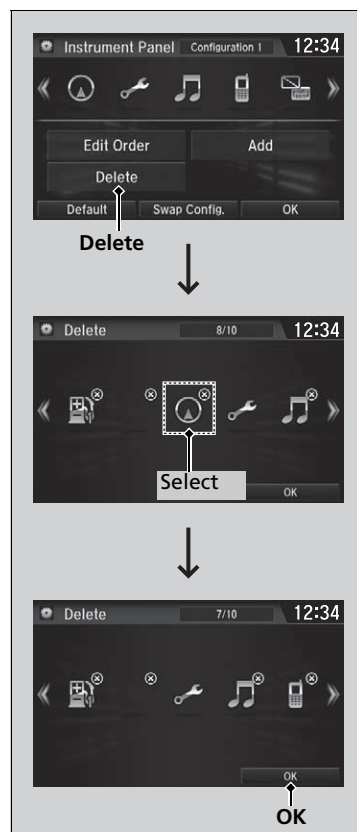 Instrument Panel Configuration 1 12:34
Edit Order Add
Delete
Default Swap Config. OK
Delete
Delete 8/10 12:34
Select
OK
Delete 7/10 12:34
OK
OK